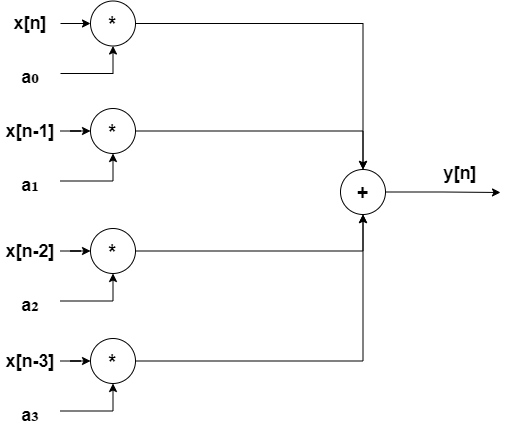 x[n]
*
a0
x[n-1]
*
a1
+
y[n]
x[n-2]
*
a2
x[n-3]
*
a3